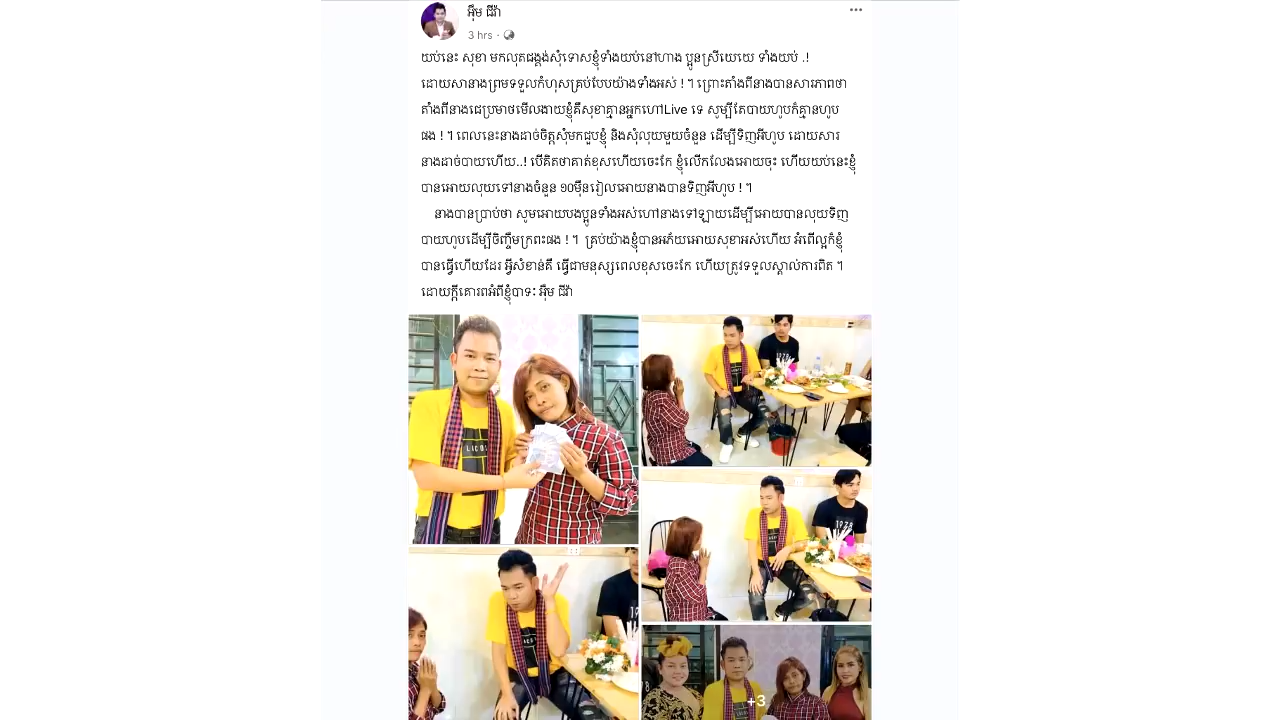 អ៊ឹម ជីវ៉ា
3 hrs ·
យប់នេះ សុខា មកលុតជង្គង់សុំទោសខ្ញុំទាំងយប់នៅហាង ប្អូនស្រីយេយេ ទាំងយប់ .!
ដោយសានាងព្រមទទួលកំហុសគ្រប់បែបយ៉ាងទាំងអស់ ! ។ ព្រោះតាំងពីនាងបានសារភាពថា
តាំងពីនាងជេប្រមាថមើលងាយខ្ញុំគឺសុខាគ្មានអ្នកហៅLive ទេ សូម្បីតែបាយហូបក៏គ្មានហូប
ផង ! ។ ពេលនេះនាងដាច់ចិត្តសុំមកជួបខ្ញុំ និងសុំលុយមួយចំនួន ដើម្បីទិញអីហូប ដោយសារ
នាងដាច់បាយហើយ..! បើគិតថាគាត់ខុសហើយចេះកែ ខ្ញុំលើកលែងអោយចុះ ហើយយប់នេះខ្ញុំ
បានអោយលុយទៅនាងចំនួន ១០ម៉ឺនរៀលអោយនាងបានទិញអីហូប ! ។
នាងបានប្រាប់ថា សូមអោយបងប្អូនទាំងអស់ហៅនាងទៅឡាយដើម្បីអោយបានលុយទិញ
បាយហូបដើម្បីចិញ្ចឹមក្រពះផង ! ។ គ្រប់យ៉ាងខ្ញុំបានអភ័យអោយសុខាអស់ហើយ អំពើល្អក៏ខ្ញុំ
បានធ្វើហើយដែរ អ្វីសំខាន់គឺ ធ្វើជាមនុស្សពេលខុសចេះកែ ហើយត្រូវទទួលស្គាល់ការពិត ។
ដោយក្ដីគោរពអំពីខ្ញុំបាទ: អ៊ឹម ជីវ៉ា
1978
+3